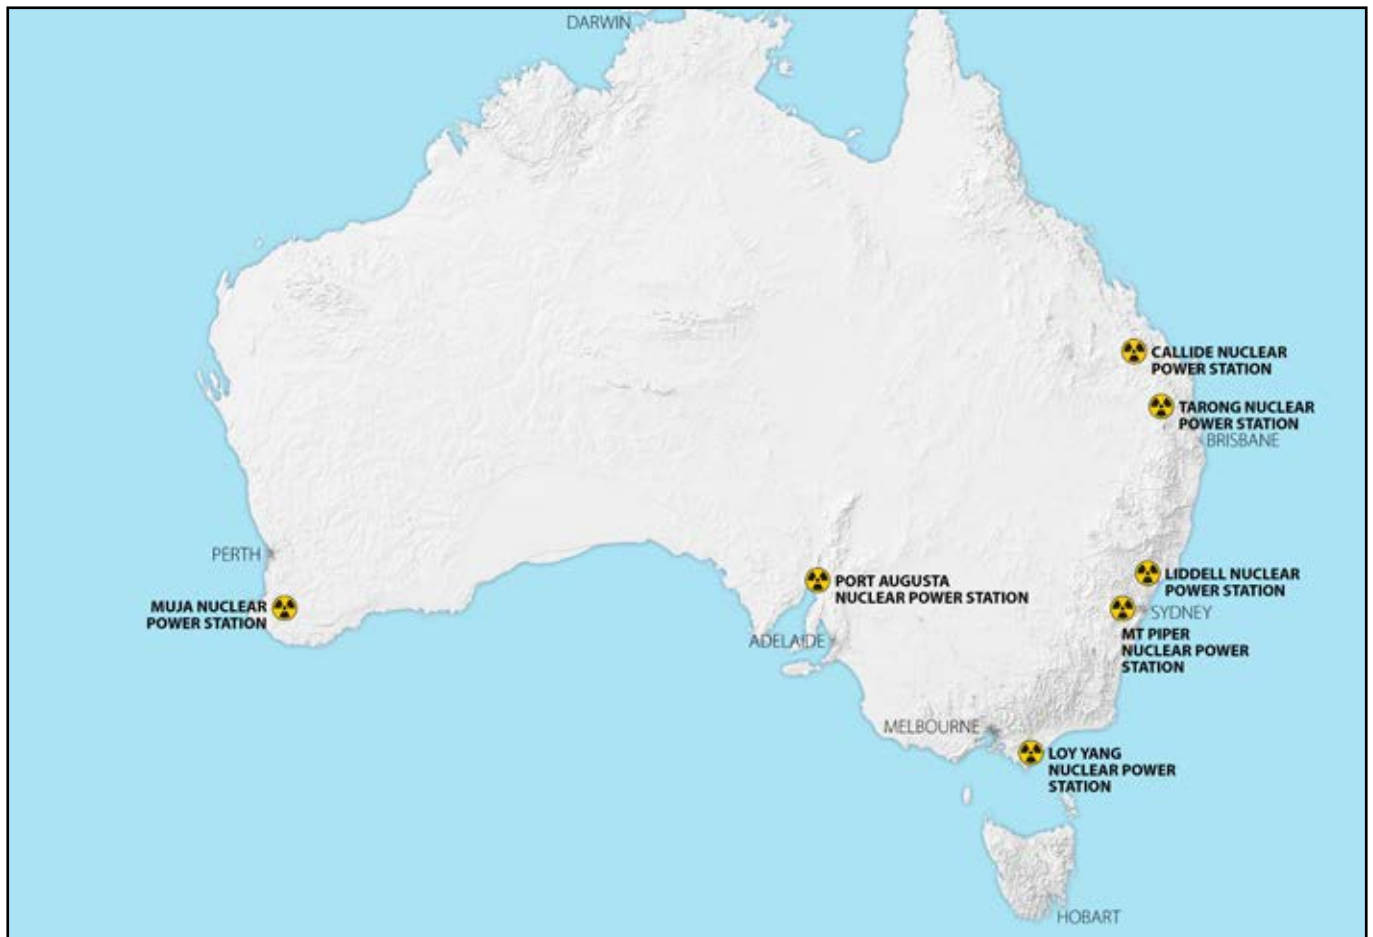 DARWIN
CALLIDE NUCLEAR
POWER STATION
TARONG NUCLEAR
POWER STATION
BRISBANE
PERTH
MUJA NUCLEAR
POWER STATION
PORT AUGUSTA
NUCLEAR POWER STATION
ADELAIDE
LIDDELL NUCLEAR
POWER STATION
SYDNEY
MT PIPER
NUCLEAR POWER
STATION
MELBOURNE
LOY YANG
NUCLEAR POWER
STATION
HOBART